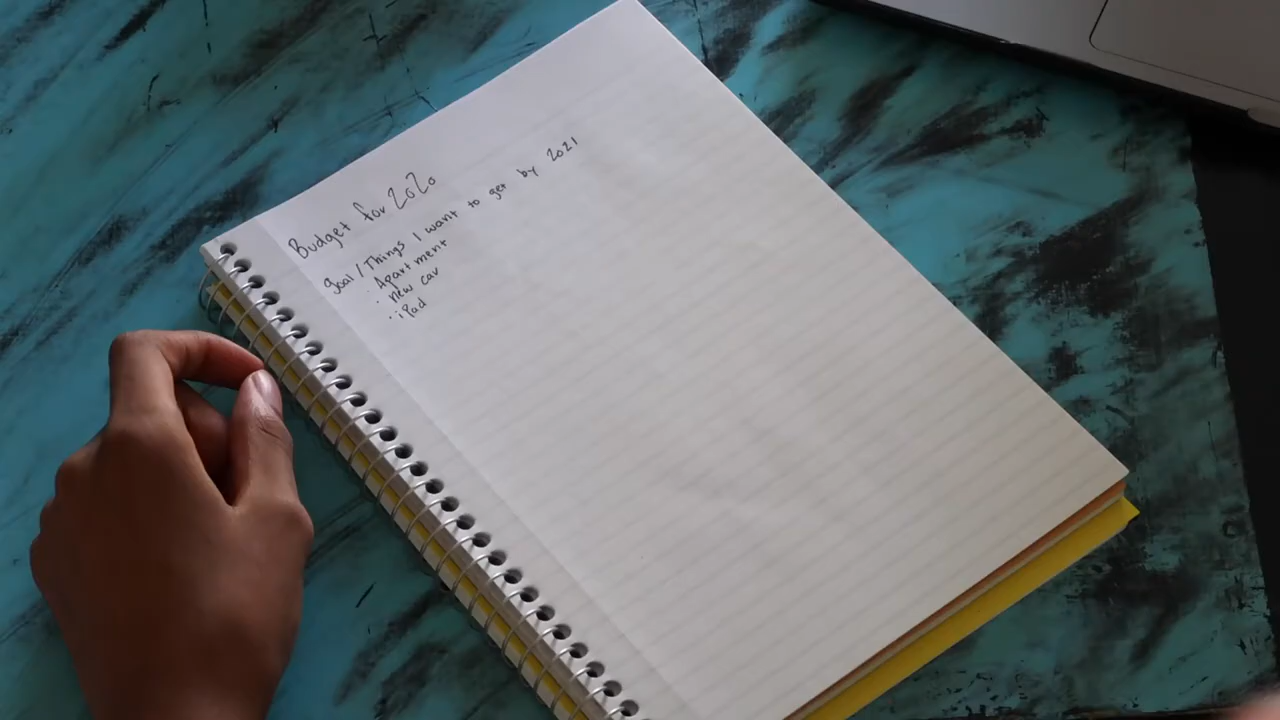 Budget for 2020
Goal/Things I want to get by 2021
· Apartment
· New car
· iPad